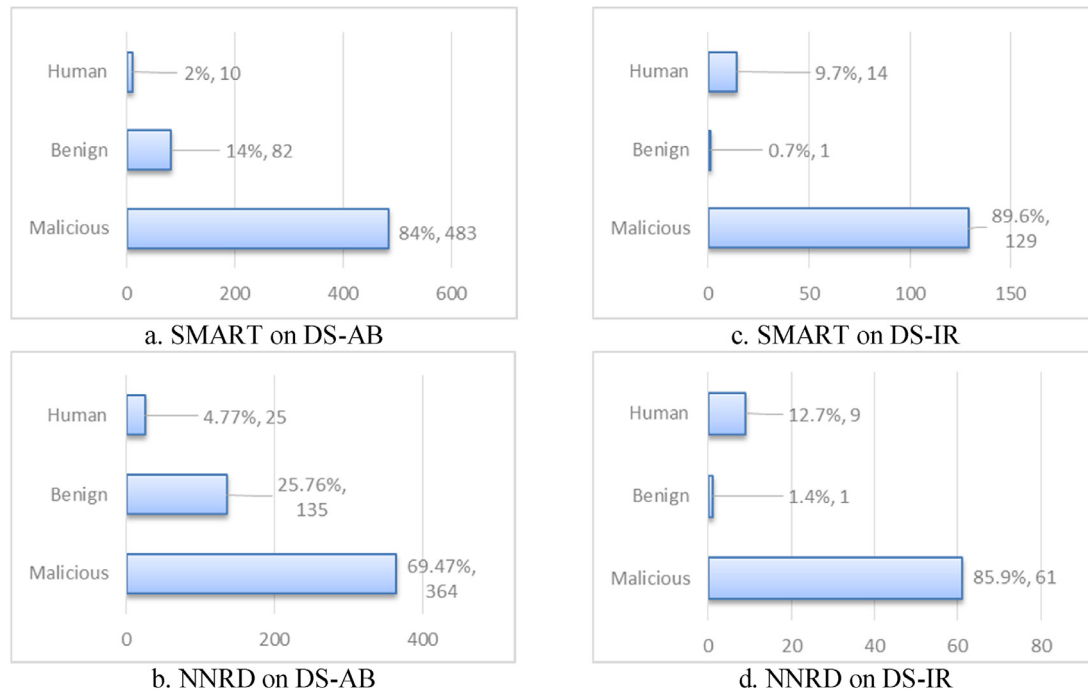 Human
2%, 10
Benign
14%, 82
Malicious
84%, 483
0 200 400 600
a. SMART on DS-AB
Human
9.7%, 14
Benign
0.7%, 1
Malicious
89.6%,
129
0 50 100 150
c. SMART on DS-IR
Human
4.77%, 25
Benign
25.76%,
135
Malicious
69.47%,
364
0 200 400
b. NNRD on DS-AB
Human
12.7%, 9
Benign
1.4%, 1
Malicious
85.9%, 61
0 20 40 60 80
d. NNRD on DS-IR